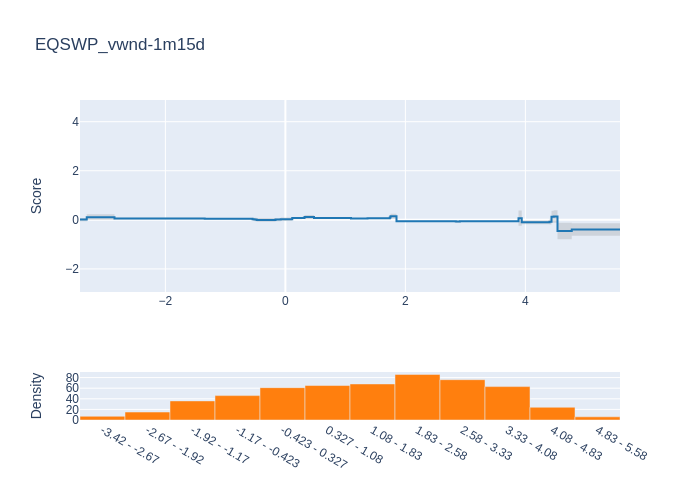 EQSWP_vwnd-1m15d
Score
4
2
0
−2
−2
0
2
4
Density
80
60
40
20
0
-3.42 - -2.67
-2.67 - -1.92
-1.92 - -1.17
-1.17 - -0.423
-0.423 - 0.327
0.327 - 1.08
1.08 - 1.83
1.83 - 2.58
2.58 - 3.33
3.33 - 4.08
4.08 - 4.83
4.83 - 5.58